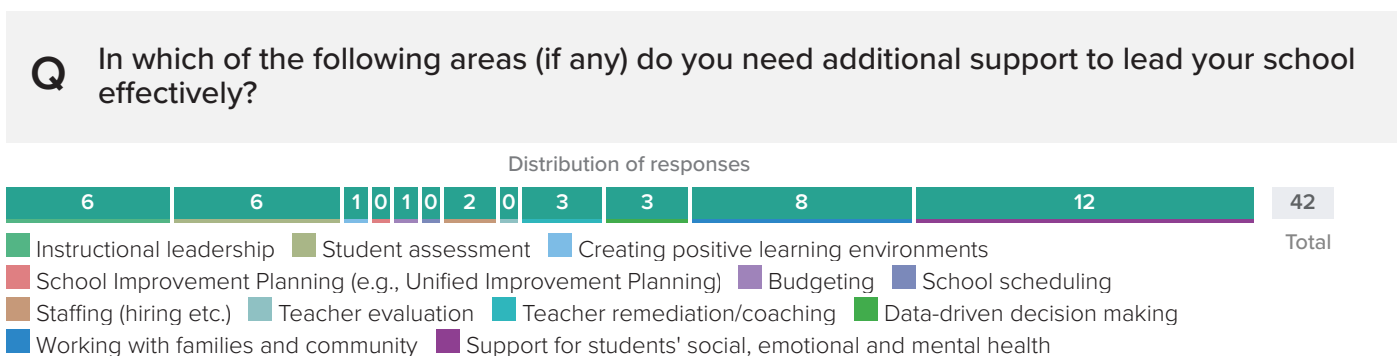 Q In which of the following areas (if any) do you need additional support to lead your school
effectively?
Distribution of responses
6 6 1 0 1 0 2 0 3 3 8 12 42
Total
Instructional leadership Student assessment Creating positive learning environments
School Improvement Planning (e.g., Unified Improvement Planning) Budgeting School scheduling
Staffing (hiring etc.) Teacher evaluation Teacher remediation/coaching Data-driven decision making
Working with families and community Support for students' social, emotional and mental health